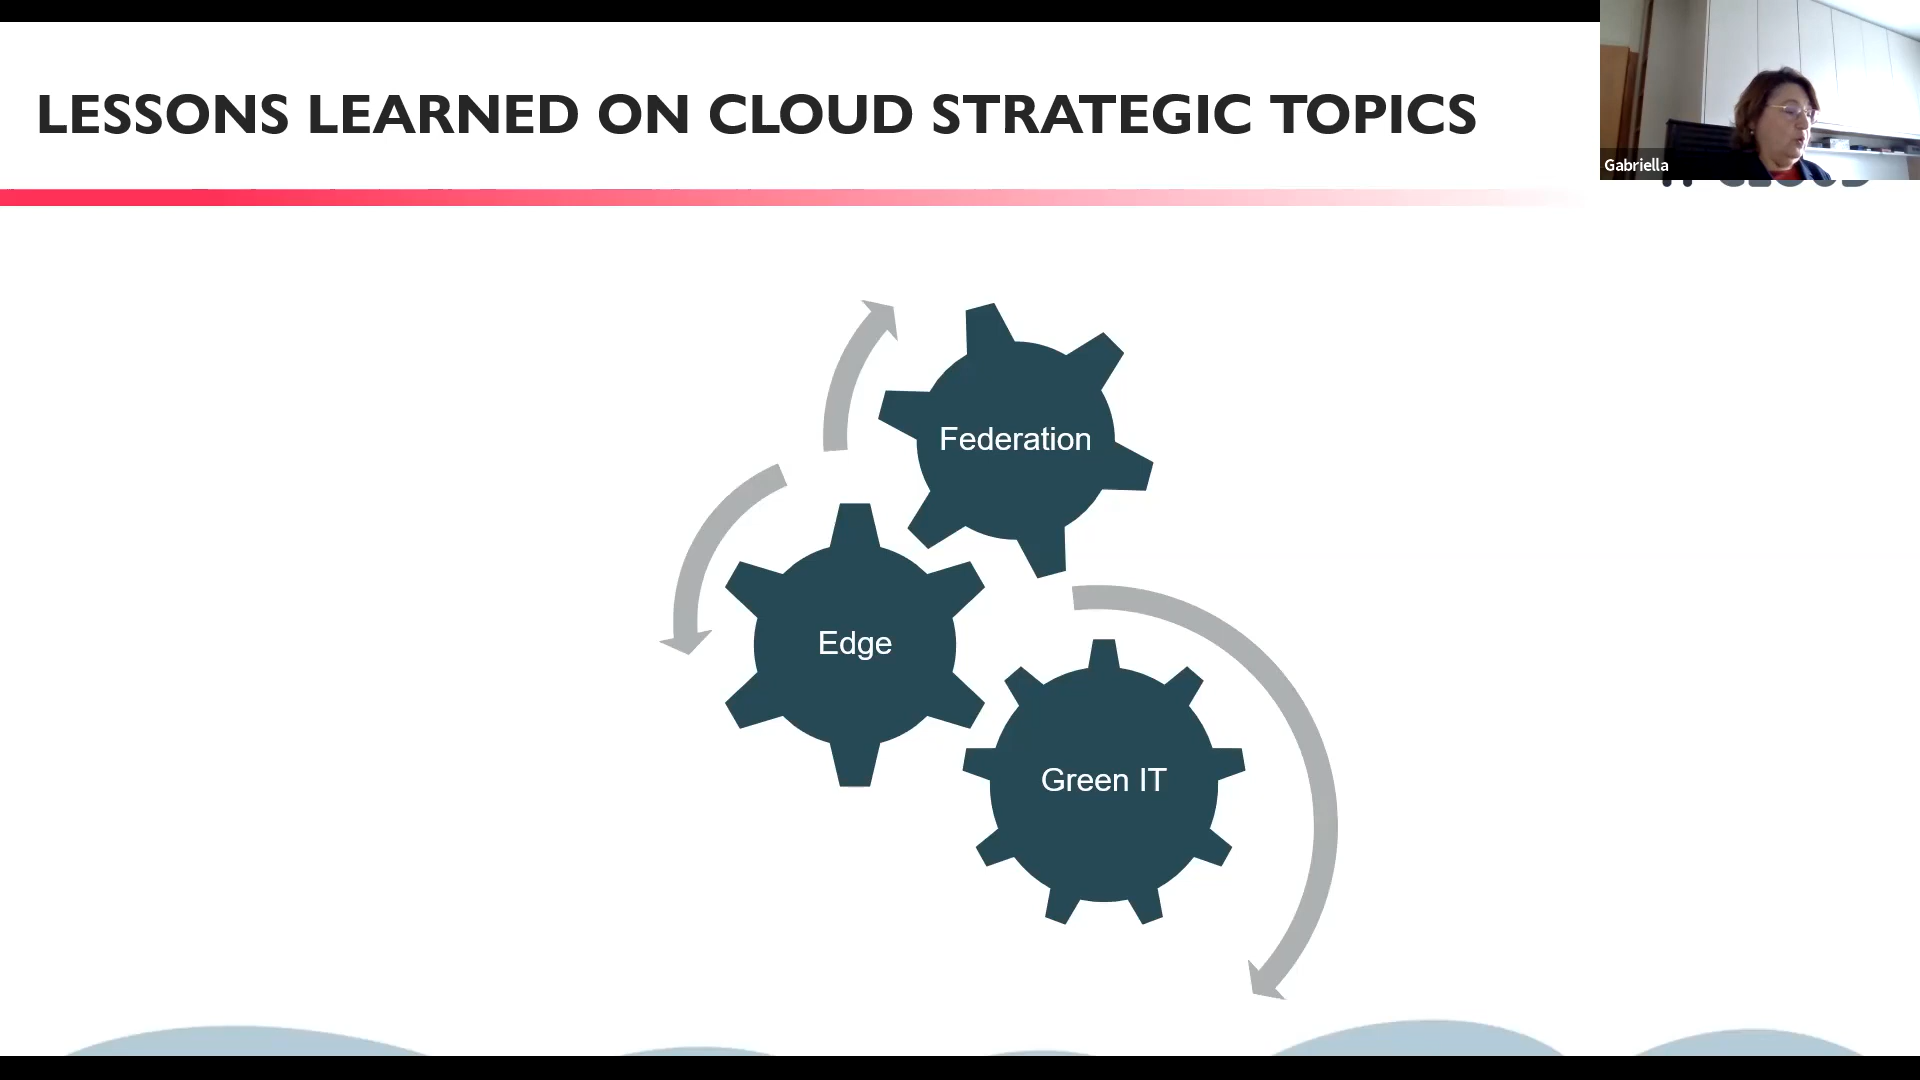 LESSONS LEARNED ON CLOUD STRATEGIC TOPICS
Gabriella
Federation
Edge
Green IT